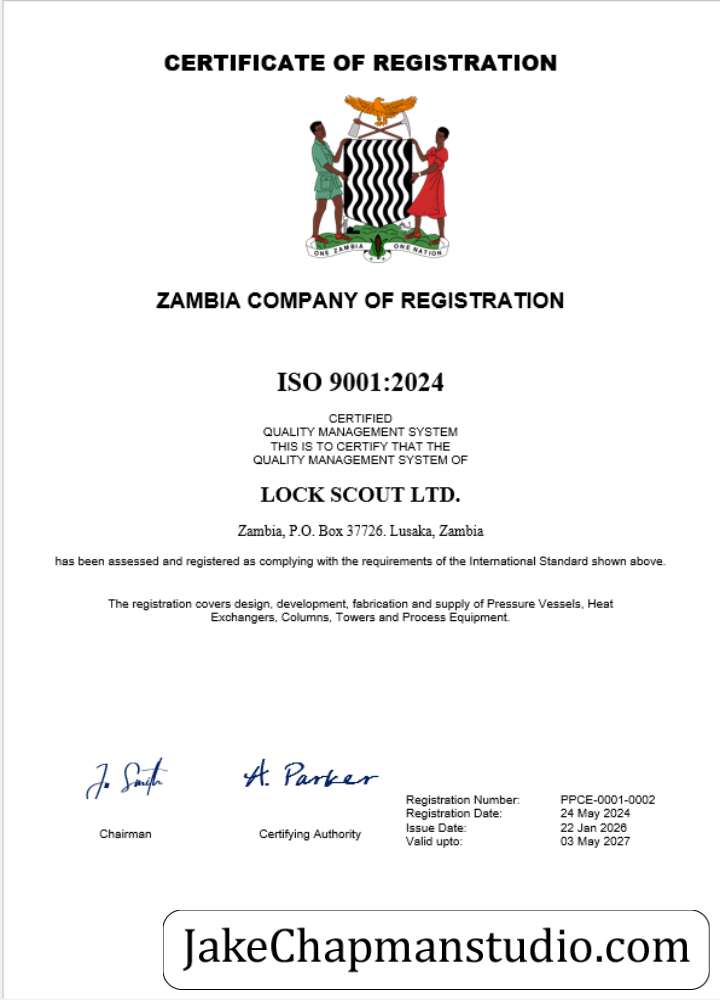 CERTIFICATE OF REGISTRATION
ONE ZAMBIA ONE NATION
ZAMBIA COMPANY OF REGISTRATION
ISO 9001:2024
CERTIFIED
QUALITY MANAGEMENT SYSTEM
THIS IS TO CERTIFY THAT THE
QUALITY MANAGEMENT SYSTEM OF
LOCK SCOUT LTD.
Zambia, P.O. Box 37726. Lusaka, Zambia
has been assessed and registered as complying with the requirements of the International Standard shown above.
The registration covers design, development, fabrication and supply of Pressure Vessels, Heat
Exchangers, Columns, Towers and Process Equipment.
J. Smith A. Parker
Chairman Certifying Authority
Registration Number: PPCE-0001-0002
Registration Date: 24 May 2024
Issue Date: 22 Jan 2026
Valid upto: 03 May 2027
JakeChapmanstudio.com